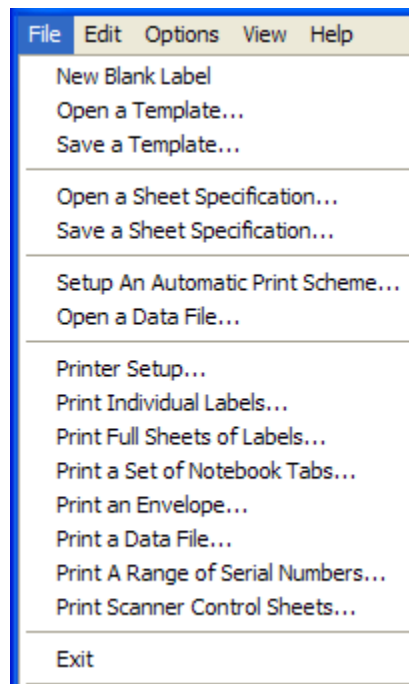 File Edit Options View Help
New Blank Label
Open a Template...
Save a Template...
Open a Sheet Specification...
Save a Sheet Specification...
Setup An Automatic Print Scheme...
Open a Data File...
Printer Setup...
Print Individual Labels...
Print Full Sheets of Labels...
Print a Set of Notebook Tabs...
Print an Envelope...
Print a Data File...
Print A Range of Serial Numbers...
Print Scanner Control Sheets...
Exit